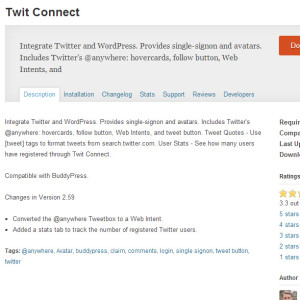 Twit Connect
Integrate Twitter and WordPress. Provides single-signon and avatars.
Includes Twitter's @anywhere: hovercards, follow button, Web
Intents, and
Do
Description Installation Changelog Stats Support Reviews Developers
Integrate Twitter and WordPress. Provides single-signon and avatars. Includes Twitter's
@anywhere: hovercards, follow button, Web Intents, and tweet button. Tweet Quotes - Use
[tweet] tags to format tweets from search.twitter.com. User Stats - See how many users
have registered through Twit Connect.
Compatible with BuddyPress.
Changes in Version 2.59
Converted the @anywhere Tweetbox to a Web Intent.
Added a stats tab to track the number of registered Twitter users.
Tags: @anywhere, Avatar, buddypress, claim, comments, login, single signon, tweet button,
twitter
Require
Compa
Last Up
Downlo
Ratings
3.3 out
5 stars
4 stars
3 stars
2 stars
1 stars
Author